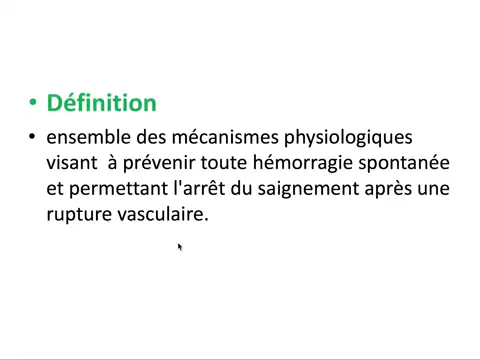 • Définition
• ensemble des mécanismes physiologiques
visant à prévenir toute hémorragie spontanée
et permettant l'arrêt du saignement après une
rupture vasculaire.